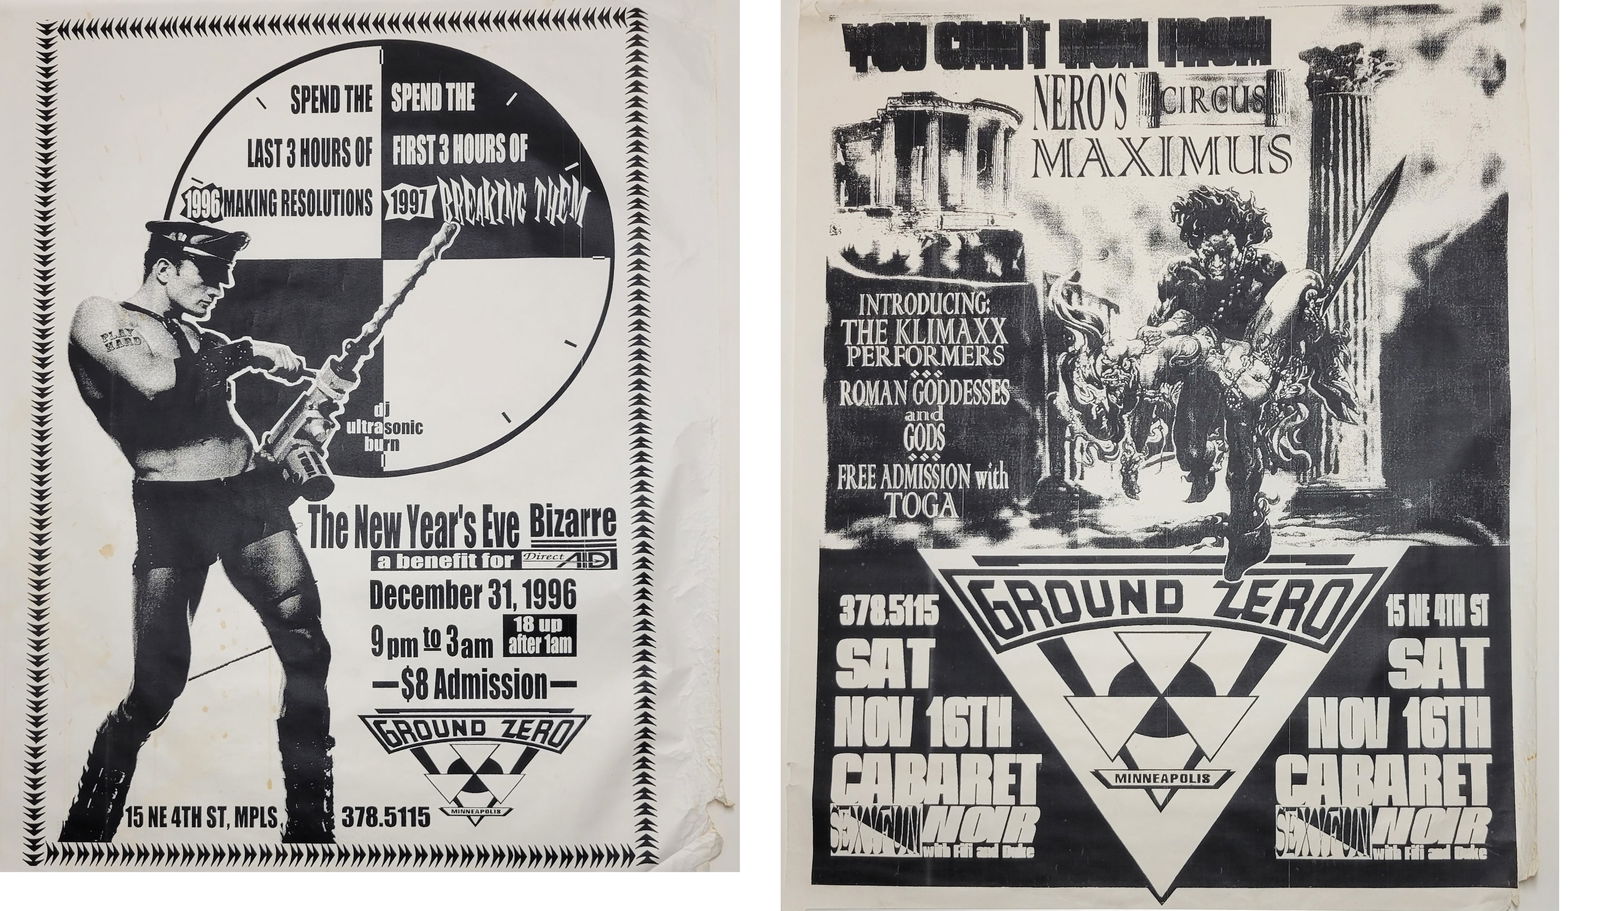 SPEND THE
LAST 3 HOURS OF
1996 MAKING RESOLUTIONS
SPEND THE
FIRST 3 HOURS OF
1997 BREAKING THEM
PLAY
HARD
dj
ultrasonic
burn
The New Year's Eve Bizarre
a benefit for Direct AID
December 31, 1996
9pm to 3am
18 up
after 1am
$8 Admission
GROUND ZERO
MINNEAPOLIS
15 NE 4TH ST, MPLS
378.5115
YOU CAN'T RUN FROM
NERO'S CIRCUS
MAXIMUS
INTRODUCING:
THE KLIMAXX
PERFORMERS
ROMAN GODDESSES
and
GODS
FREE ADMISSION with
TOGA
GROUND ZERO
MINNEAPOLIS
378.5115
SAT
NOV 16TH
CABARET
SEXNFUN NOIR
with Fifi and Duke
15 NE 4TH ST
SAT
NOV 16TH
CABARET
SEXNFUN NOIR
with Fifi and Duke